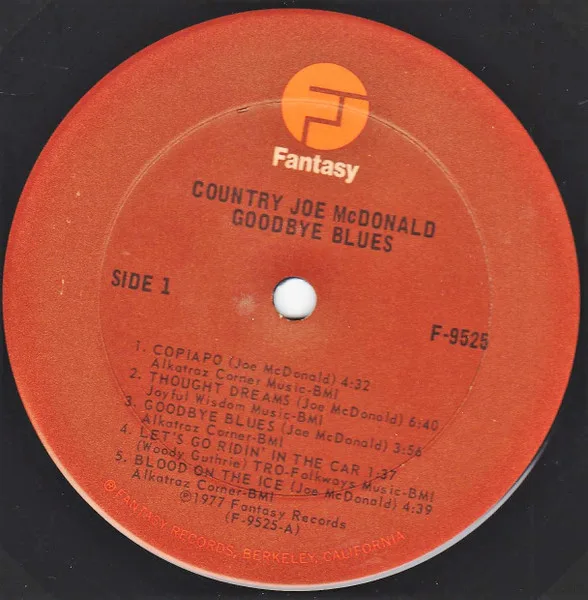 Fantasy
COUNTRY JOE McDONALD
GOODBYE BLUES
SIDE 1
F-9525
1. COPIAPO (Joe McDonald) 4:32
Alkatraz Corner Music-BMI
2. THOUGHT DREAMS (Joe McDonald) 6:40
Joyful Wisdom Music-BMI
3. GOODBYE BLUES (Joe McDonald) 3:56
Alkatraz Corner-BMI
4. LET'S GO RIDIN' IN THE CAR 1:37
(Woody Guthrie) TRO-Folkways Music-BMI
5. BLOOD ON THE ICE (Joe McDonald) 4:39
Alkatraz Corner-BMI
℗1977 Fantasy Records
(F-9525-A)
℗ FANTASY RECORDS, BERKELEY, CALIFORNIA